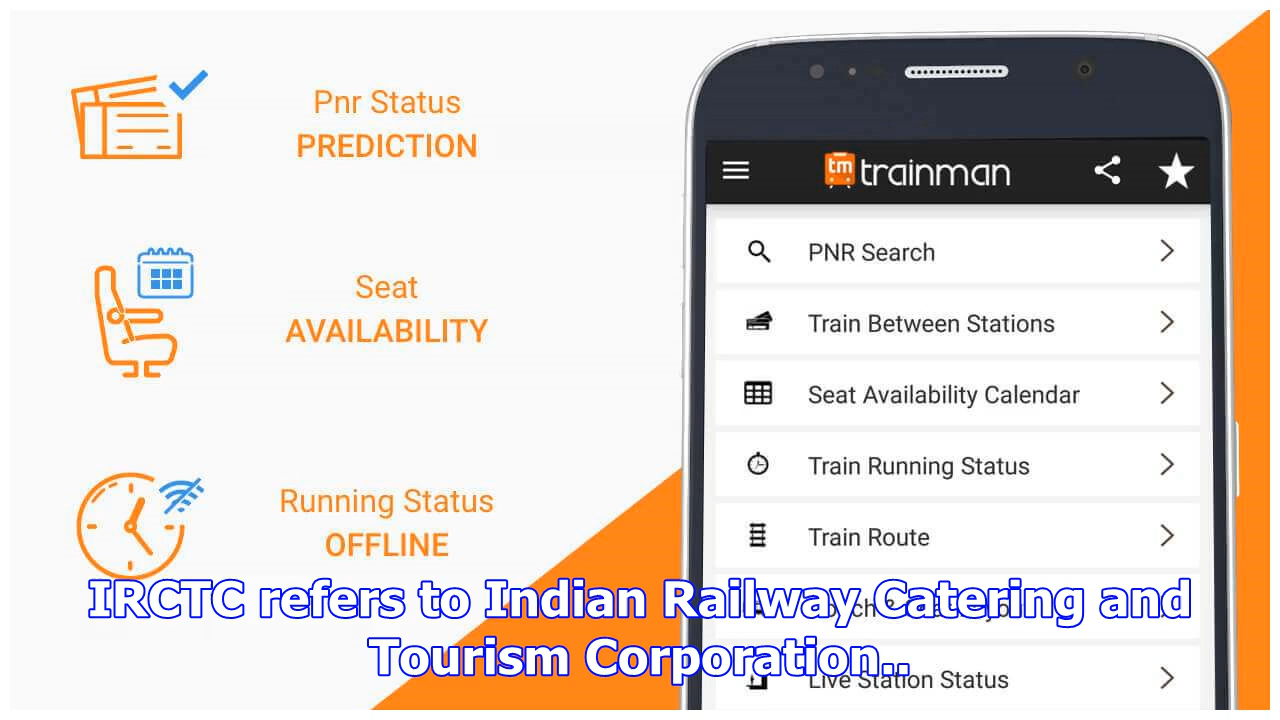 Pnr Status
PREDICTION
Seat
AVAILABILITY
Running Status
OFFLINE
tm trainman
PNR Search
Train Between Stations
Seat Availability Calendar
Train Running Status
Train Route
Live Station Status
IRCTC refers to Indian Railway Catering and
Tourism Corporation..